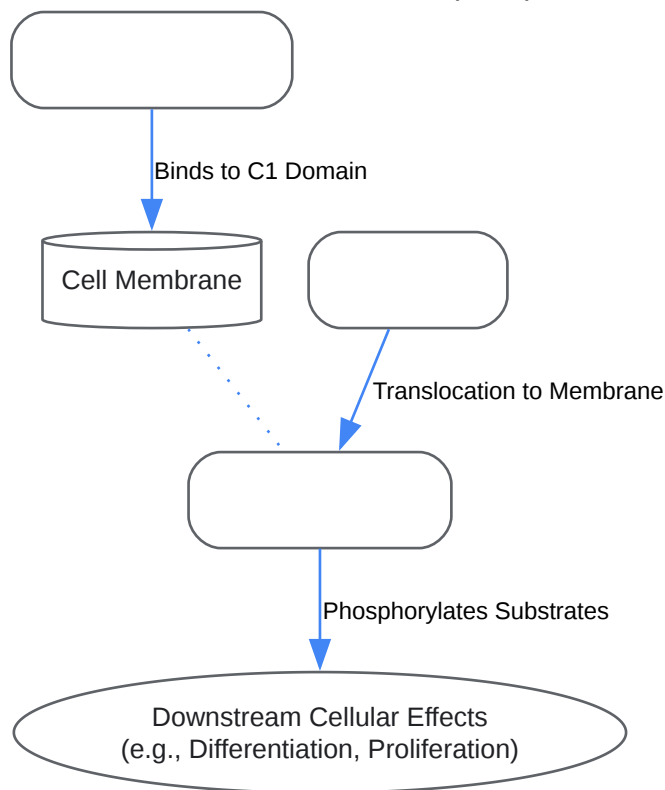 Binds to C1 Domain
Cell Membrane
Translocation to Membrane
Phosphorylates Substrates
Downstream Cellular Effects
(e.g., Differentiation, Proliferation)